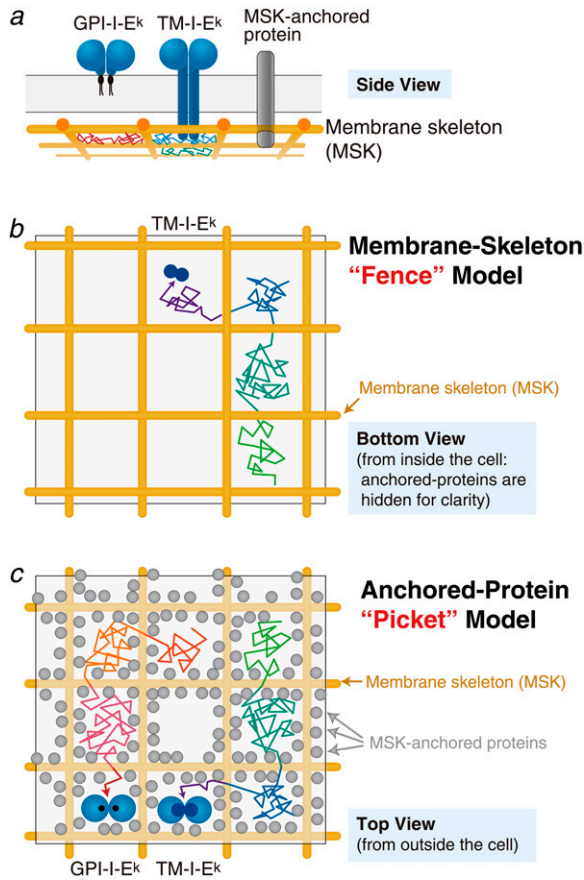 a
GPI-I-Eᵏ
TM-I-Eᵏ
MSK-anchored
protein
Side View
Membrane skeleton
(MSK)
b
TM-I-Eᵏ
Membrane-Skeleton
“Fence” Model
Membrane skeleton (MSK)
Bottom View
(from inside the cell:
anchored-proteins are
hidden for clarity)
c
Anchored-Protein
“Picket” Model
Membrane skeleton (MSK)
MSK-anchored proteins
Top View
(from outside the cell)
GPI-I-Eᵏ
TM-I-Eᵏ